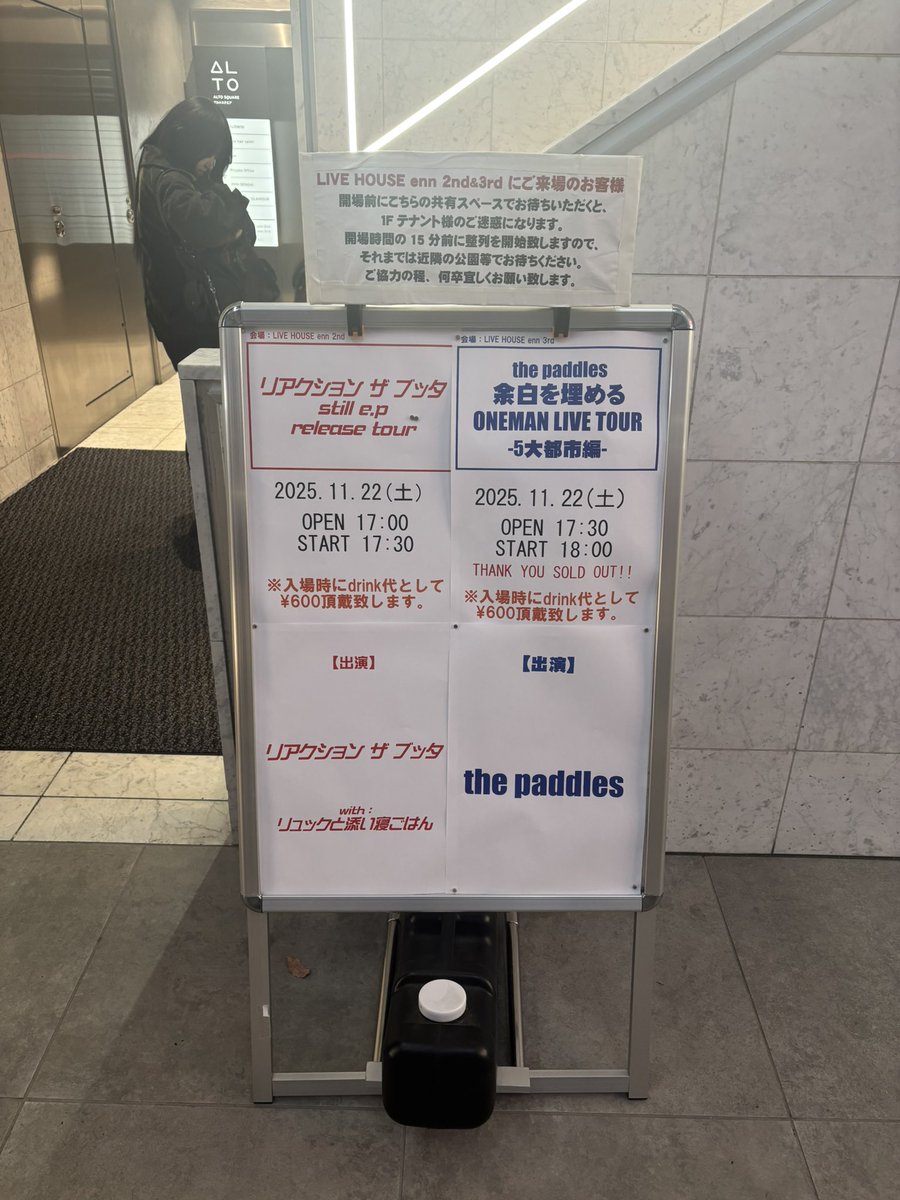 ALTO
ALTO SQUARE
LIVE HOUSE enn 2nd&3rd にご来場のお客様
開場前にこちらの共有スペースでお待ちいただくと、
1F テナント様のご迷惑になります。
開場時間の 15 分前に整列を開始致しますので、
それまでは近隣の公園等でお待ちください。
ご協力の程、何卒宜しくお願い致します。
会場：LIVE HOUSE enn 2nd
リアクション ザ ブッタ
still e.p
release tour
2025.11.22(土)
OPEN 17:00
START 17:30
※入場時にdrink代として
¥600頂戴致します。
【出演】
リアクション ザ ブッタ
with：
リュックと添い寝ごはん
会場：LIVE HOUSE enn 3rd
the paddles
余白を埋める
ONEMAN LIVE TOUR
-5大都市編-
2025.11.22(土)
OPEN 17:30
START 18:00
THANK YOU SOLD OUT!!
※入場時にdrink代として
¥600頂戴致します。
【出演】
the paddles